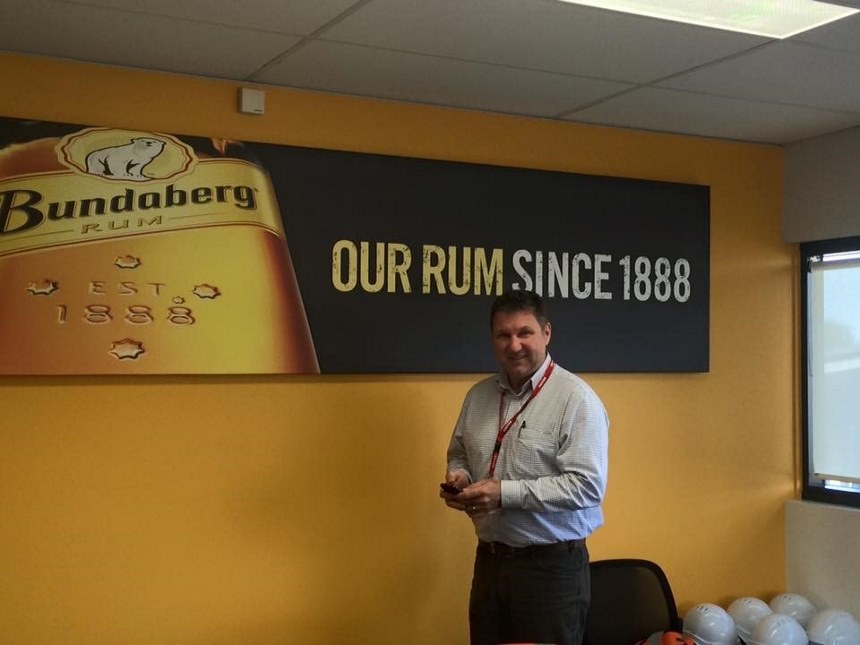 Bundaberg
RUM
EST.
1888
OUR RUM SINCE 1888